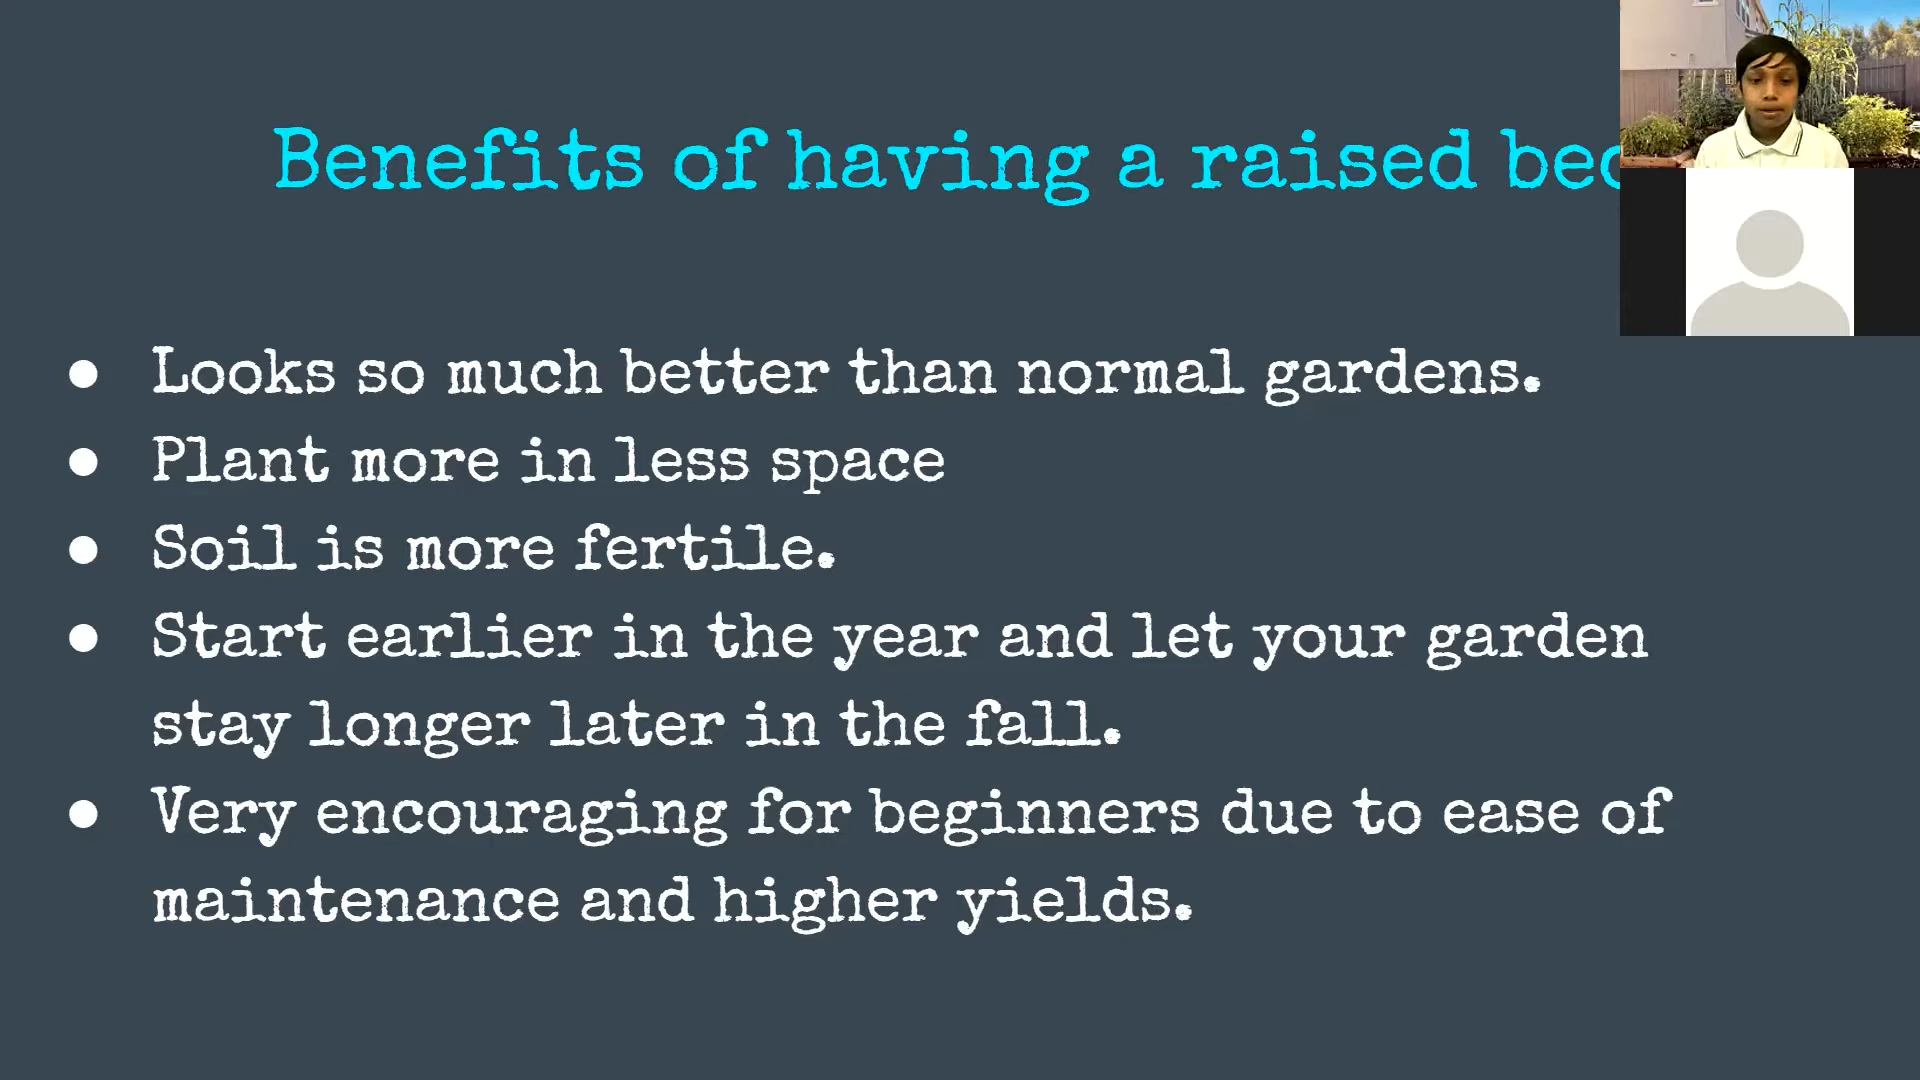 Benefits of having a raised bed
● Looks so much better than normal gardens.
● Plant more in less space
● Soil is more fertile.
● Start earlier in the year and let your garden
stay longer later in the fall.
● Very encouraging for beginners due to ease of
maintenance and higher yields.